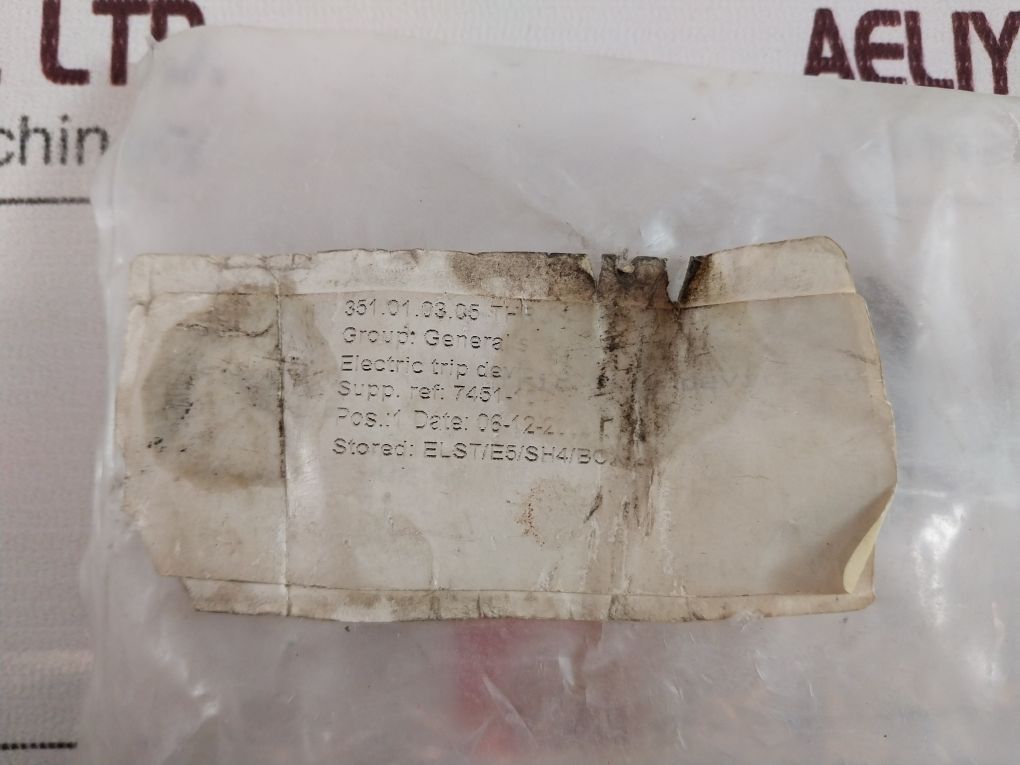 LTD
AELIY
chin
351.01.03.05
Group: General
Electric trip dev
Supp. ref: 7451-
Pos.:1 Date: 06-12-2
Stored: ELST/E5/SH4/BO